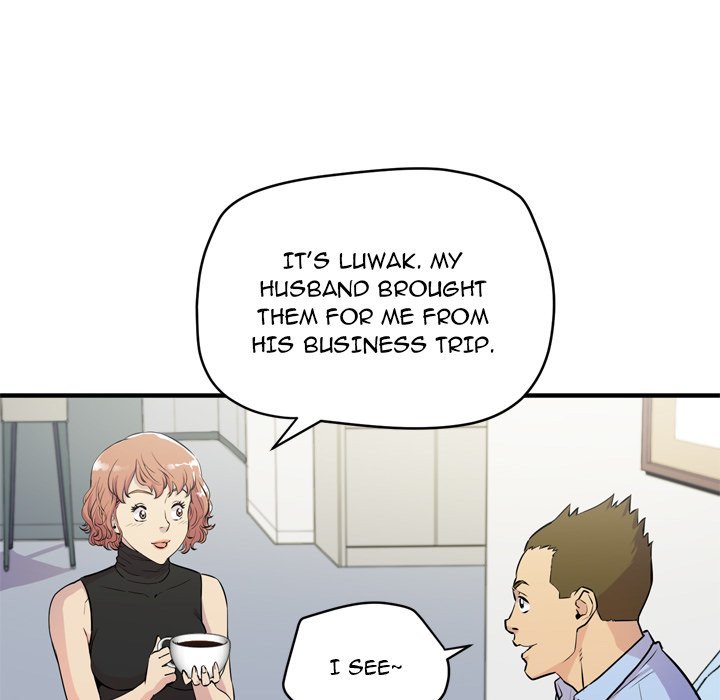 IT'S LUWAK. MY
HUSBAND BROUGHT
THEM FOR ME FROM
HIS BUSINESS TRIP.
I SEE~